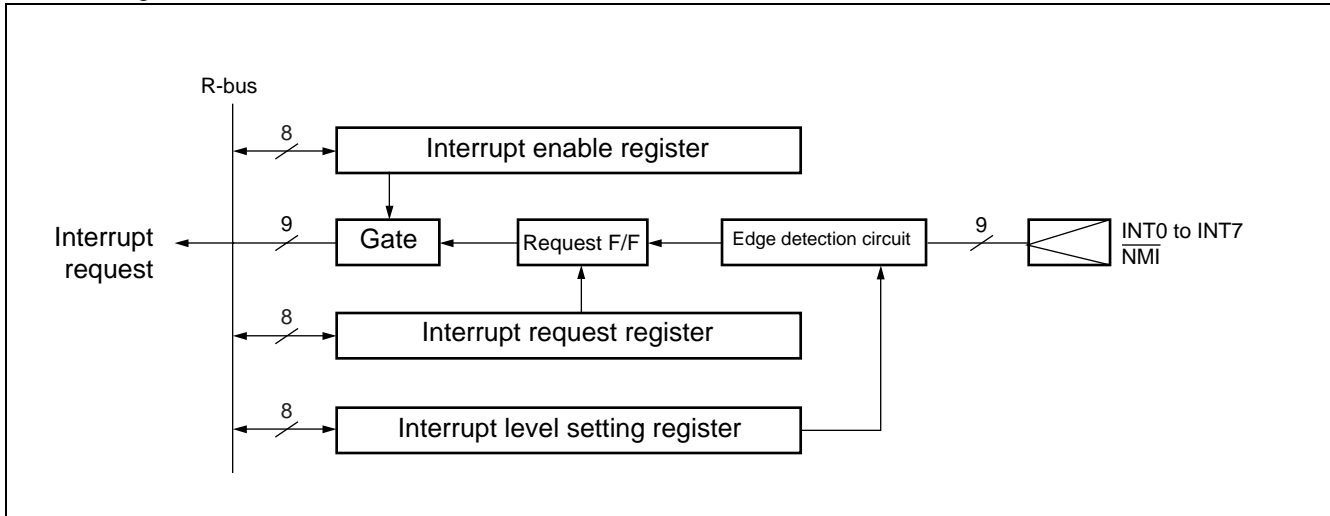 R-bus
8
Interrupt enable register
Interrupt
request
9
Gate
Request F/F
Edge detection circuit
9
INT0 to INT7
NMI
8
Interrupt request register
8
Interrupt level setting register